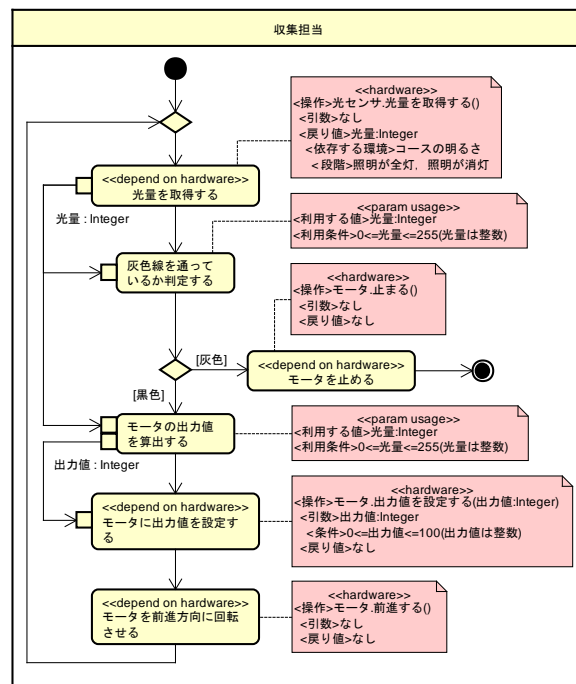 収集担当
<<hardware>>
<操作>光センサ.光量を取得する()
<引数>なし
<戻り値>光量:Integer
<依存する環境>コースの明るさ
<段階>照明が全灯, 照明が消灯
<<depend on hardware>>
光量を取得する
光量 : Integer
<<param usage>>
<利用する値>光量:Integer
<利用条件>0<=光量<=255(光量は整数)
灰色線を通って
いるか判定する
<<hardware>>
<操作>モータ.止まる()
<引数>なし
<戻り値>なし
[灰色]
<<depend on hardware>>
モータを止める
[黒色]
モータの出力値
を算出する
<<param usage>>
<利用する値>光量:Integer
<利用条件>0<=光量<=255(光量は整数)
出力値 : Integer
<<depend on hardware>>
モータに出力値を設定す
る
<<hardware>>
<操作>モータ.出力値を設定する(出力値:Integer)
<引数>出力値:Integer
<条件>0<=出力値<=100(出力値は整数)
<戻り値>なし
<<depend on hardware>>
モータを前進方向に回転
させる
<<hardware>>
<操作>モータ.前進する()
<引数>なし
<戻り値>なし